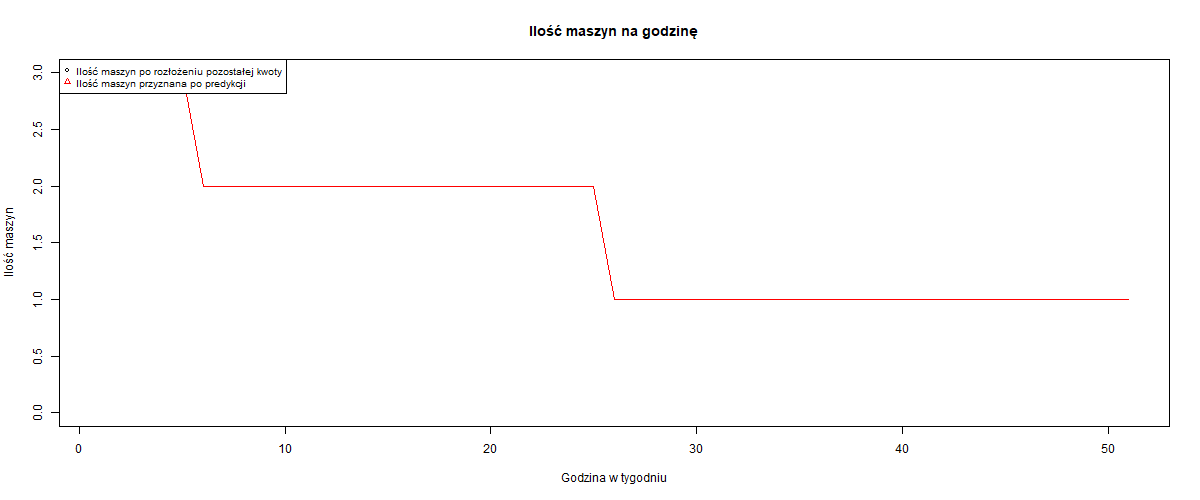 Ilość maszyn na godzinę
Ilość maszyn po rozłożeniu pozostałej kwoty
Ilość maszyn przyznana po predykcji
3.0
2.5
2.0
1.5
1.0
0.5
0.0
Ilość maszyn
0 10 20 30 40 50
Godzina w tygodniu